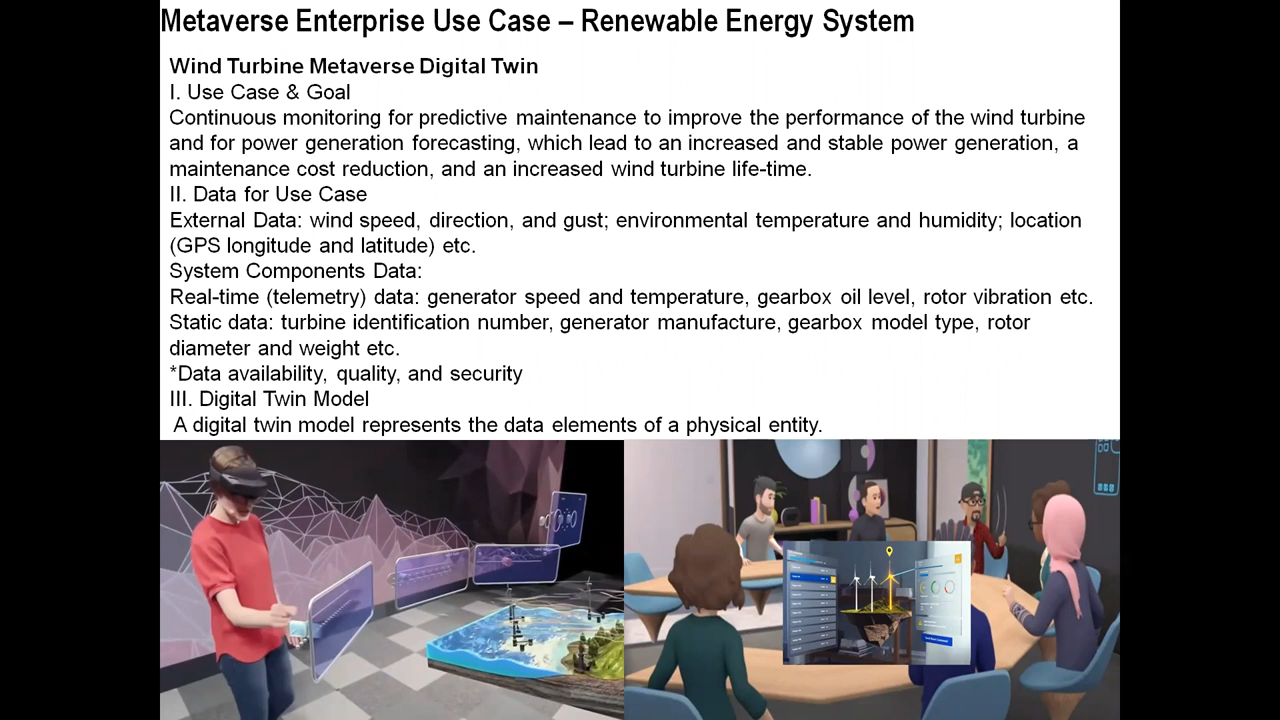 Metaverse Enterprise Use Case – Renewable Energy System
Wind Turbine Metaverse Digital Twin
I. Use Case & Goal
Continuous monitoring for predictive maintenance to improve the performance of the wind turbine
and for power generation forecasting, which lead to an increased and stable power generation, a
maintenance cost reduction, and an increased wind turbine life-time.
II. Data for Use Case
External Data: wind speed, direction, and gust; environmental temperature and humidity; location
(GPS longitude and latitude) etc.
System Components Data:
Real-time (telemetry) data: generator speed and temperature, gearbox oil level, rotor vibration etc.
Static data: turbine identification number, generator manufacture, gearbox model type, rotor
diameter and weight etc.
*Data availability, quality, and security
III. Digital Twin Model
A digital twin model represents the data elements of a physical entity.